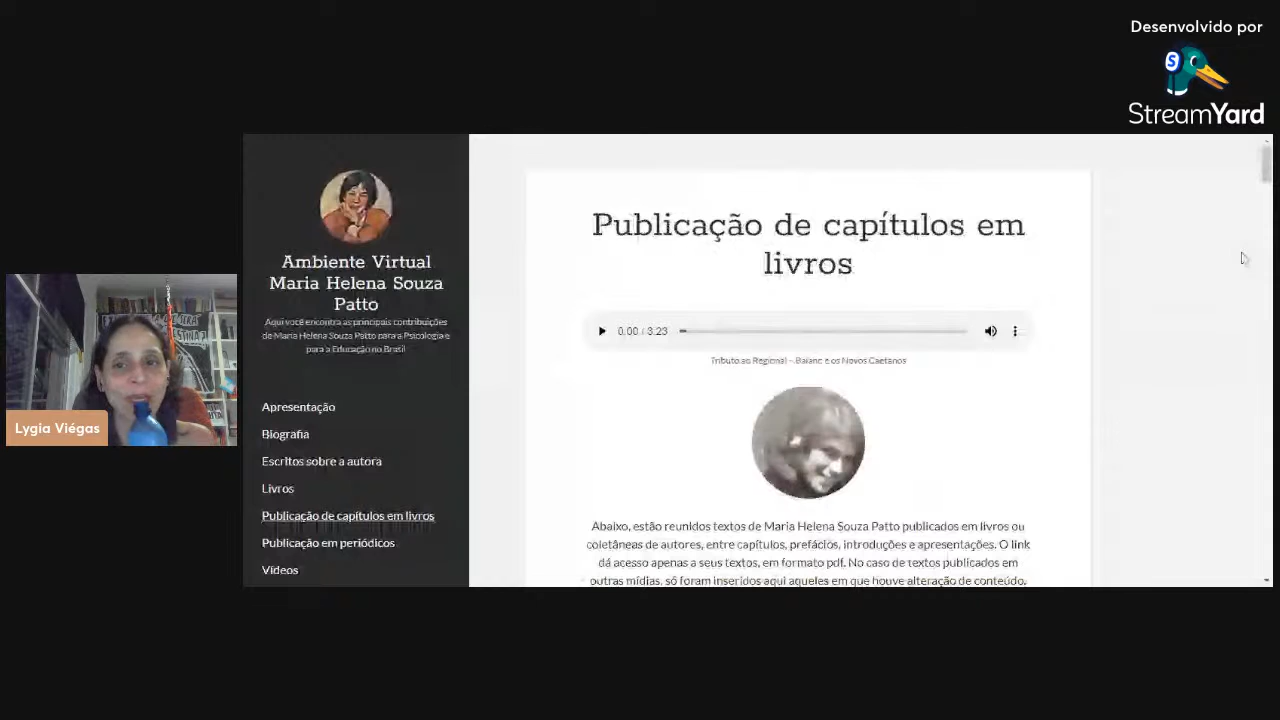 Desenvolvido por
StreamYard
Lygia Viégas
Ambiente Virtual
Maria Helena Souza
Patto
Aqui você encontra as principais contribuições
de Maria Helena Souza Patto para a Psicologia e
para a Educação no Brasil
Apresentação
Biografia
Escritos sobre a autora
Livros
Publicação de capítulos em livros
Publicação em periódicos
Vídeos
Publicação de capítulos em
livros
0:00 / 3:23
Tributo ao Regional – Baiano e os Novos Caetanos
Abaixo, estão reunidos textos de Maria Helena Souza Patto publicados em livros ou
coletâneas de autores, entre capítulos, prefácios, introduções e apresentações. O link
dá acesso apenas a seus textos, em formato pdf. No caso de textos publicados em
outras mídias, só foram inseridos aqui aqueles em que houve alteração de conteúdo.